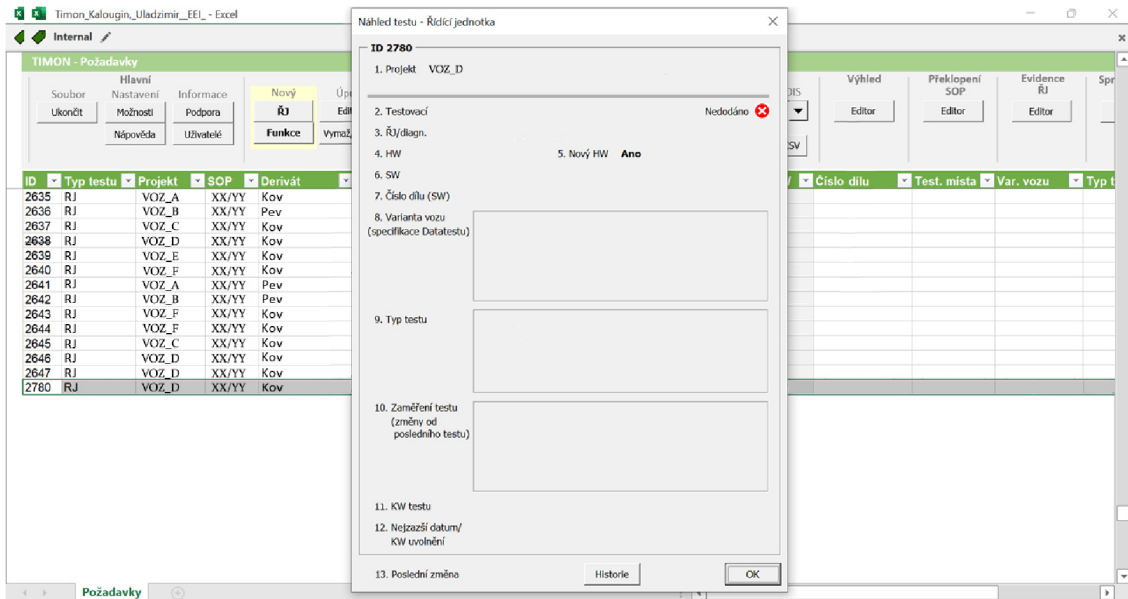 Timon_Kalougin,_Uladzimir__EEI_ - Excel
Internal
TIMON - Požadavky
Hlavní
Soubor Nastavení Informace
Ukončit Možnosti Podpora
Nápověda Uživatelé
Nový
ŘJ
Funkce
Výhled
Editor
Překlopení
SOP
Editor
Evidence
ŘJ
Editor
ID Typ testu Projekt SOP Derivát Číslo dílu Test. místa Var. vozu
2635 RJ VOZ_A XX/YY Kov
2636 RJ VOZ_B XX/YY Pev
2637 RJ VOZ_C XX/YY Kov
2638 RJ VOZ_D XX/YY Kov
2639 RJ VOZ_E XX/YY Kov
2640 RJ VOZ_F XX/YY Kov
2641 RJ VOZ_A XX/YY Pev
2642 RJ VOZ_B XX/YY Pev
2643 RJ VOZ_F XX/YY Kov
2644 RJ VOZ_F XX/YY Kov
2645 RJ VOZ_C XX/YY Kov
2646 RJ VOZ_D XX/YY Kov
2647 RJ VOZ_D XX/YY Kov
2780 RJ VOZ_D XX/YY Kov
Požadavky
Náhled testu - Řídící jednotka
ID 2780
1. Projekt VOZ_D
2. Testovací Nedodáno
3. ŘJ/diagn.
4. HW 5. Nový HW Ano
6. SW
7. Číslo dílu (SW)
8. Varianta vozu
(specifikace Datatestu)
9. Typ testu
10. Zaměření testu
(změny od
posledního testu)
11. KW testu
12. Nejzazší datum/
KW uvolnění
13. Poslední změna Historie OK